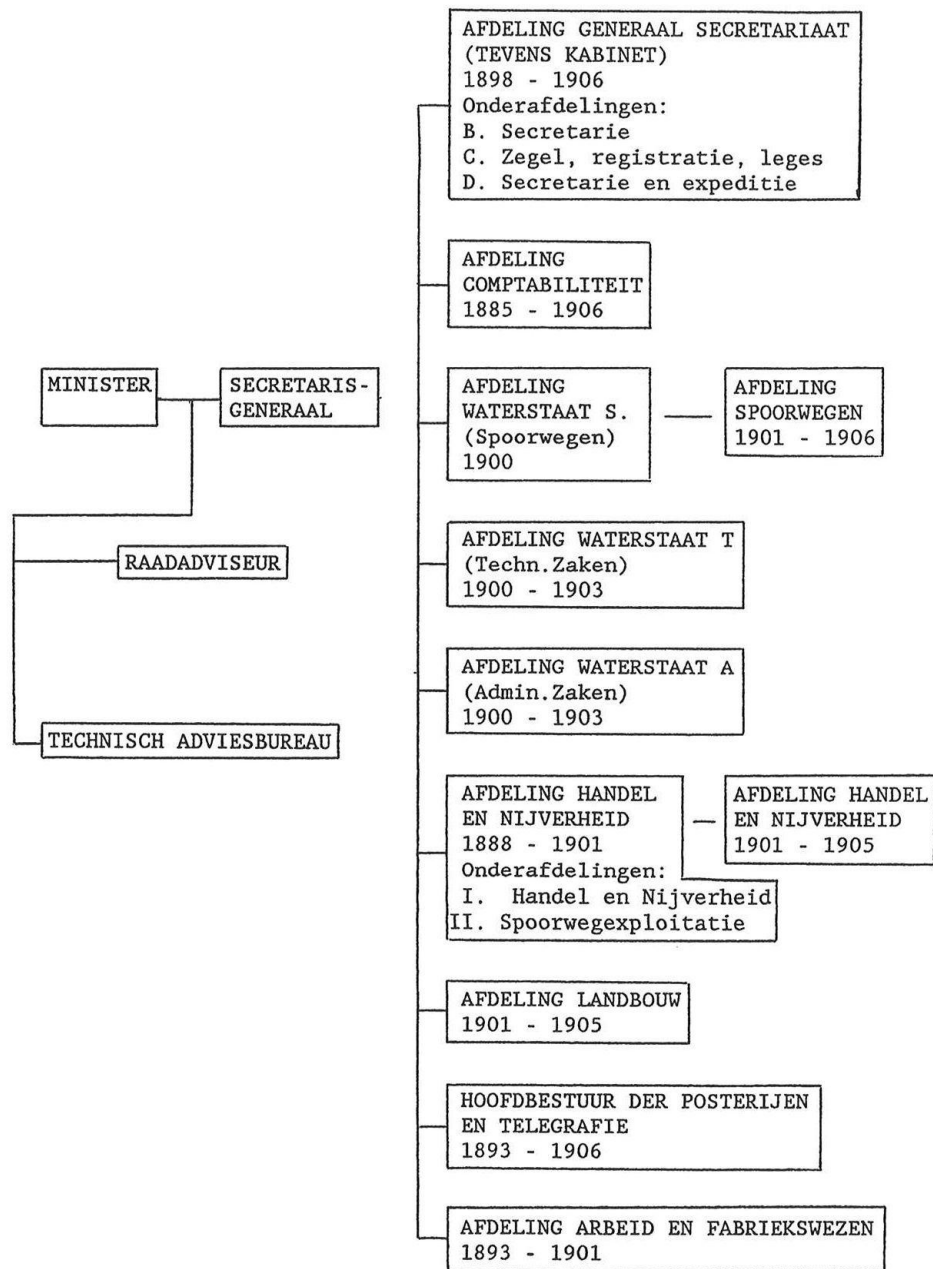 AFDELING GENERAAL SECRETARIAAT
(TEVENS KABINET)
1898 - 1906
Onderafdelingen:
B. Secretarie
C. Zegel, registratie, leges
D. Secretarie en expeditie
AFDELING
COMPTABILITEIT
1885 - 1906
MINISTER
SECRETARIS-
GENERAAL
AFDELING
WATERSTAAT S.
(Spoorwegen)
1900
AFDELING
SPOORWEGEN
1901 - 1906
RAADADVISEUR
AFDELING WATERSTAAT T
(Techn.Zaken)
1900 - 1903
AFDELING WATERSTAAT A
(Admin.Zaken)
1900 - 1903
TECHNISCH ADVIESBUREAU
AFDELING HANDEL
EN NIJVERHEID
1888 - 1901
Onderafdelingen:
I. Handel en Nijverheid
II. Spoorwegexploitatie
AFDELING HANDEL
EN NIJVERHEID
1901 - 1905
AFDELING LANDBOUW
1901 - 1905
HOOFDBESTUUR DER POSTERIJEN
EN TELEGRAFIE
1893 - 1906
AFDELING ARBEID EN FABRIEKSWEZEN
1893 - 1901